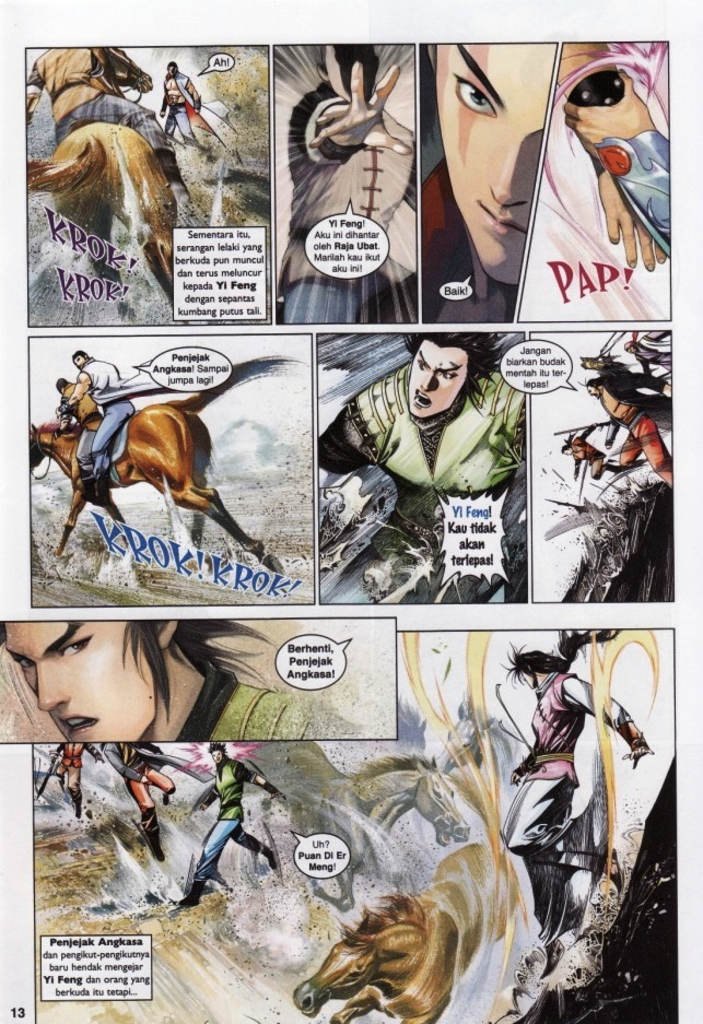 Ah!
KROK!
KROK!
Sementara itu,
serangan lelaki yang
berkuda pun muncul
dan terus meluncur
kepada Yi Feng
dengan sepantas
kumbang putus tali.
Yi Feng!
Aku ini dihantar
oleh Raja Ubat.
Marilah kau ikut
aku ini!
Baik!
PAP!
Penjejak
Angkasa! Sampai
jumpa lagi!
KROK! KROK!
Yi Feng!
Kau tidak
akan
terlepas!
Jangan
biarkan budak
mentah itu ter-
lepas!
Berhenti,
Penjejak
Angkasa!
Uh?
Puan Di Er
Meng!
Penjejak Angkasa
dan pengikut-pengikutnya
baru hendak mengejar
Yi Feng dan orang yang
berkuda itu tetapi...
13